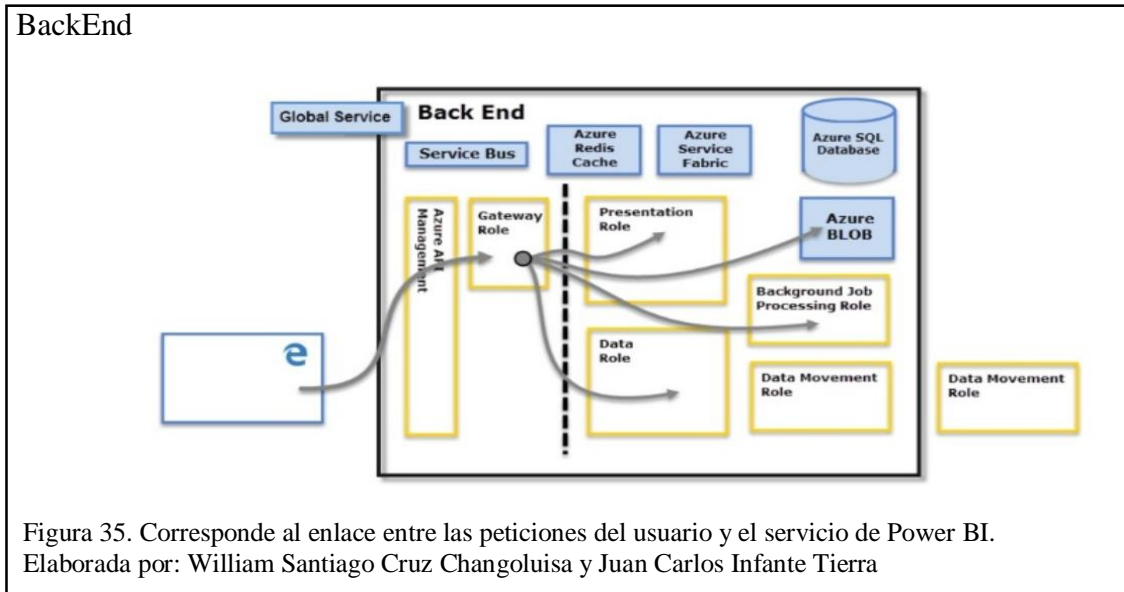 BackEnd
Global Service
Back End
Service Bus
Azure
Redis
Cache
Azure
Service
Fabric
Azure SQL
Database
Azure API
Management
Gateway
Role
Presentation
Role
Azure
BLOB
Background Job
Processing Role
e
Data
Role
Data Movement
Role
Data Movement
Role
Figura 35. Corresponde al enlace entre las peticiones del usuario y el servicio de Power BI.
Elaborada por: William Santiago Cruz Changoluisa y Juan Carlos Infante Tierra